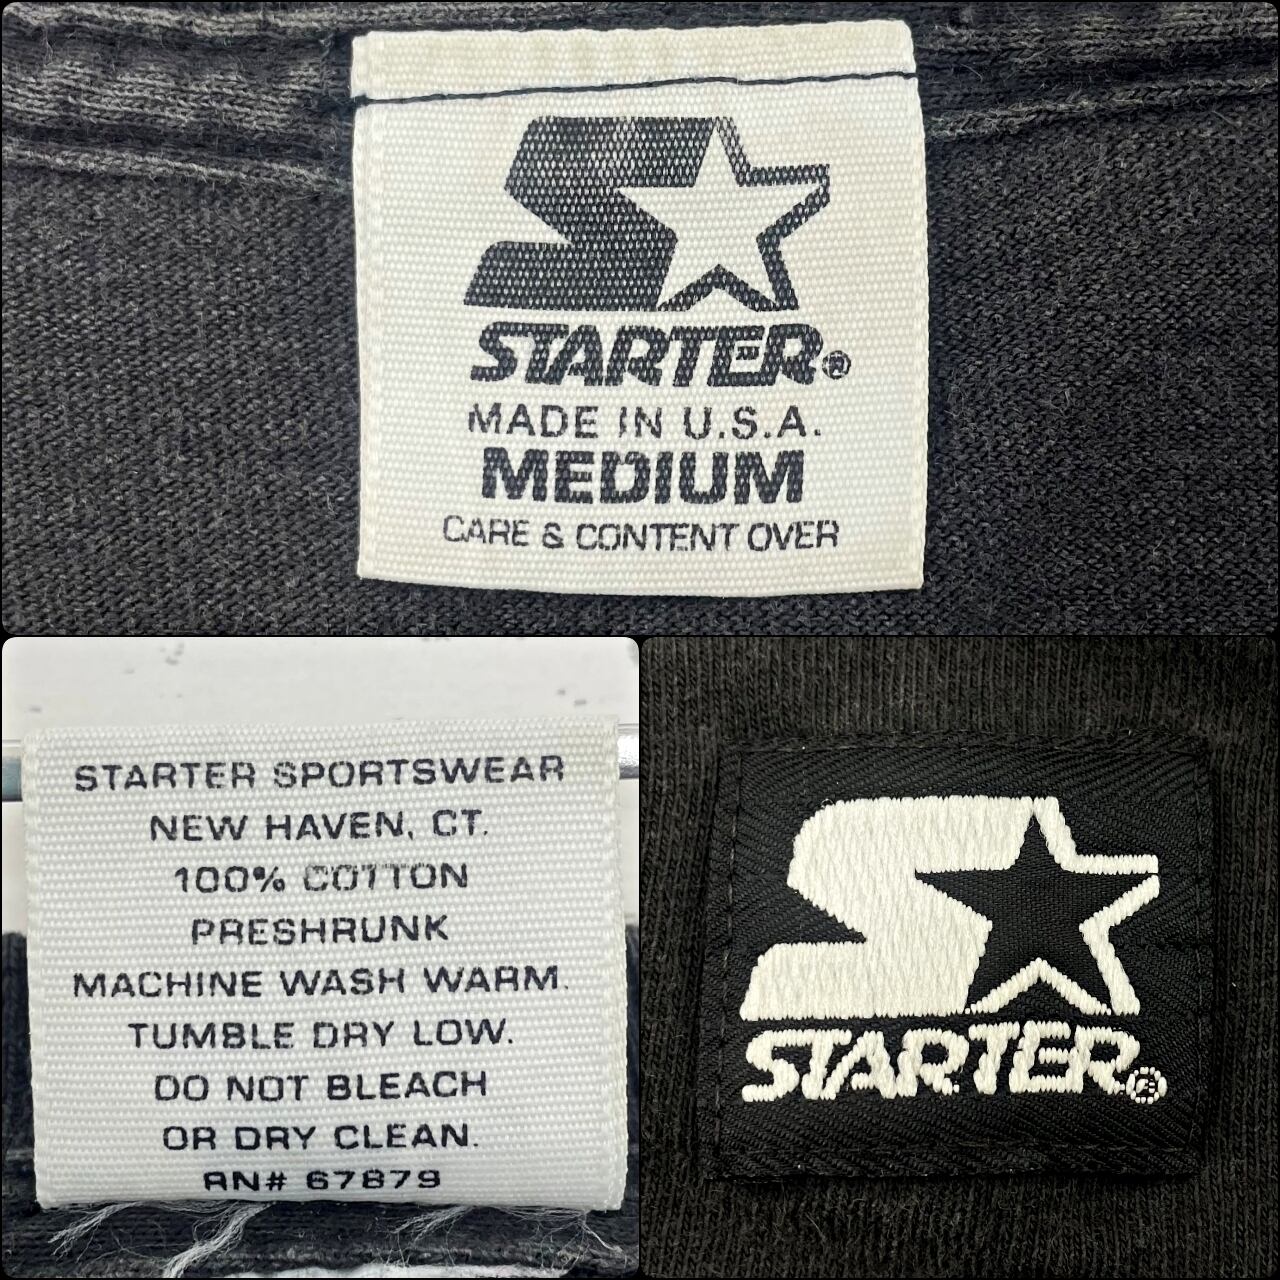 STARTER®
MADE IN U.S.A.
MEDIUM
CARE & CONTENT OVER
STARTER SPORTSWEAR
NEW HAVEN, CT.
100% COTTON
PRESHRUNK
MACHINE WASH WARM.
TUMBLE DRY LOW.
DO NOT BLEACH
OR DRY CLEAN.
RN# 67879
STARTER®